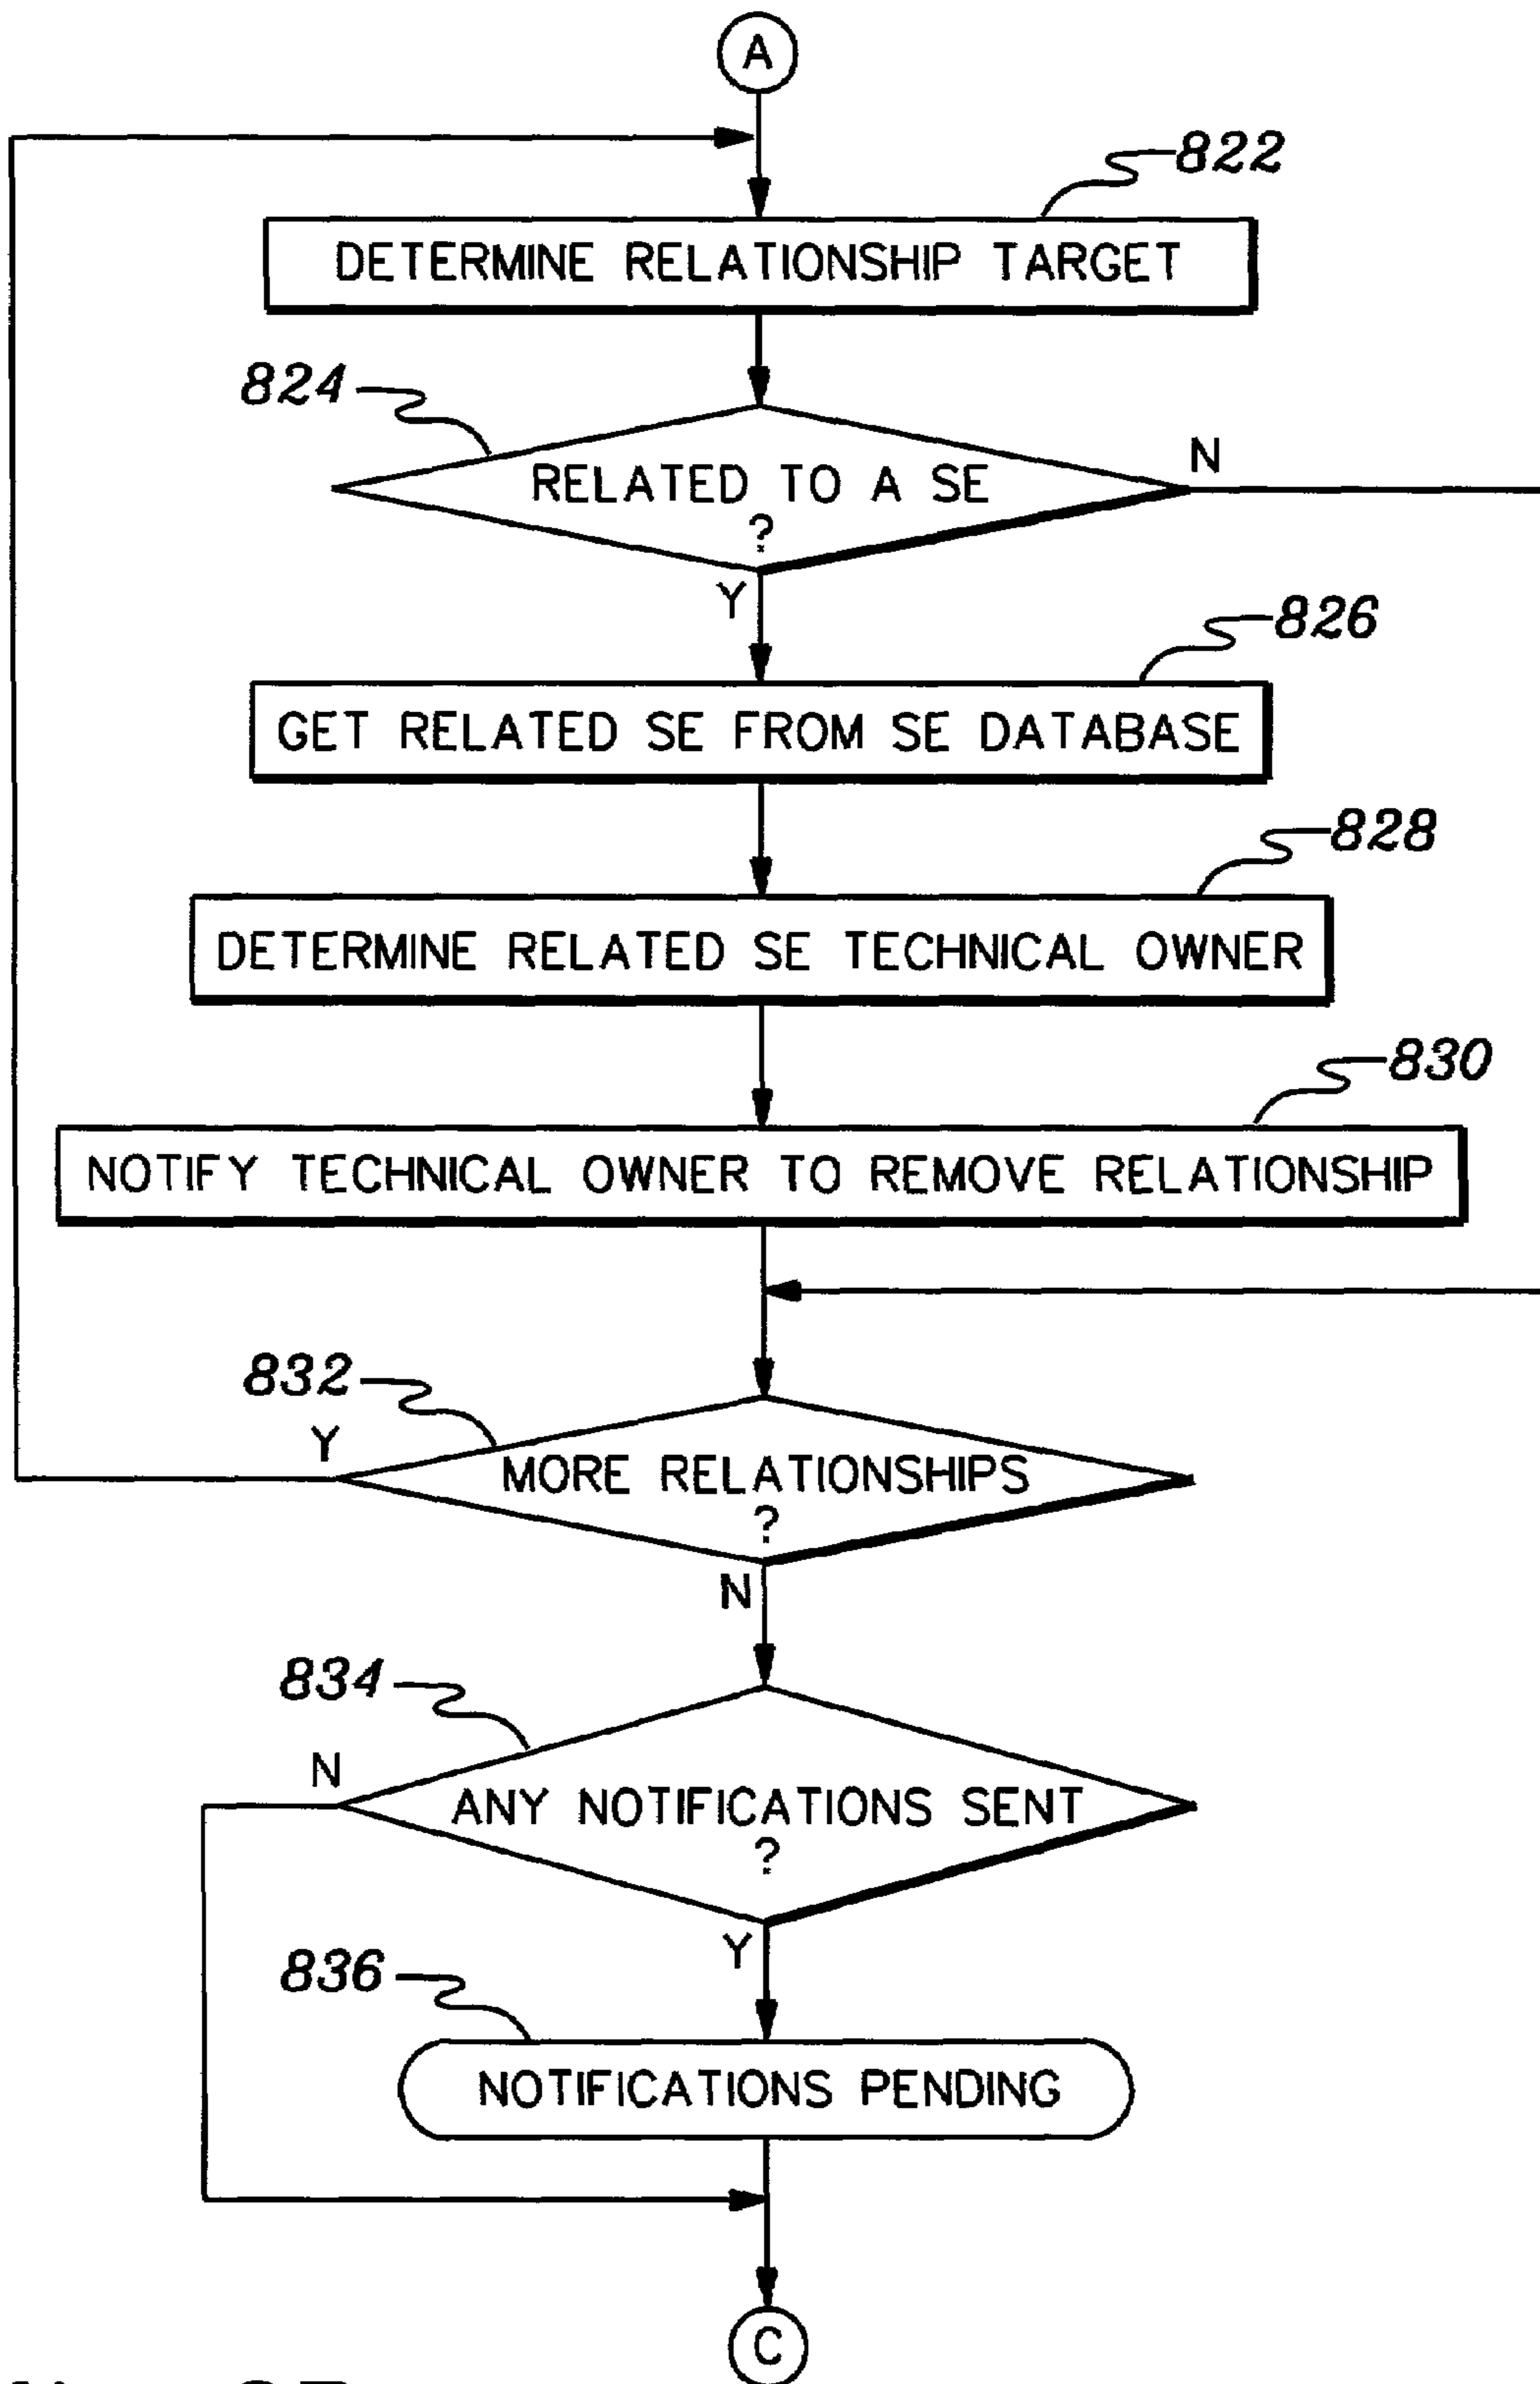 A
822
DETERMINE RELATIONSHIP TARGET
824
RELATED TO A SE
?
N
Y
826
GET RELATED SE FROM SE DATABASE
828
DETERMINE RELATED SE TECHNICAL OWNER
830
NOTIFY TECHNICAL OWNER TO REMOVE RELATIONSHIP
832
Y
MORE RELATIONSHIPS
?
N
834
N
ANY NOTIFICATIONS SENT
?
Y
836
NOTIFICATIONS PENDING
C